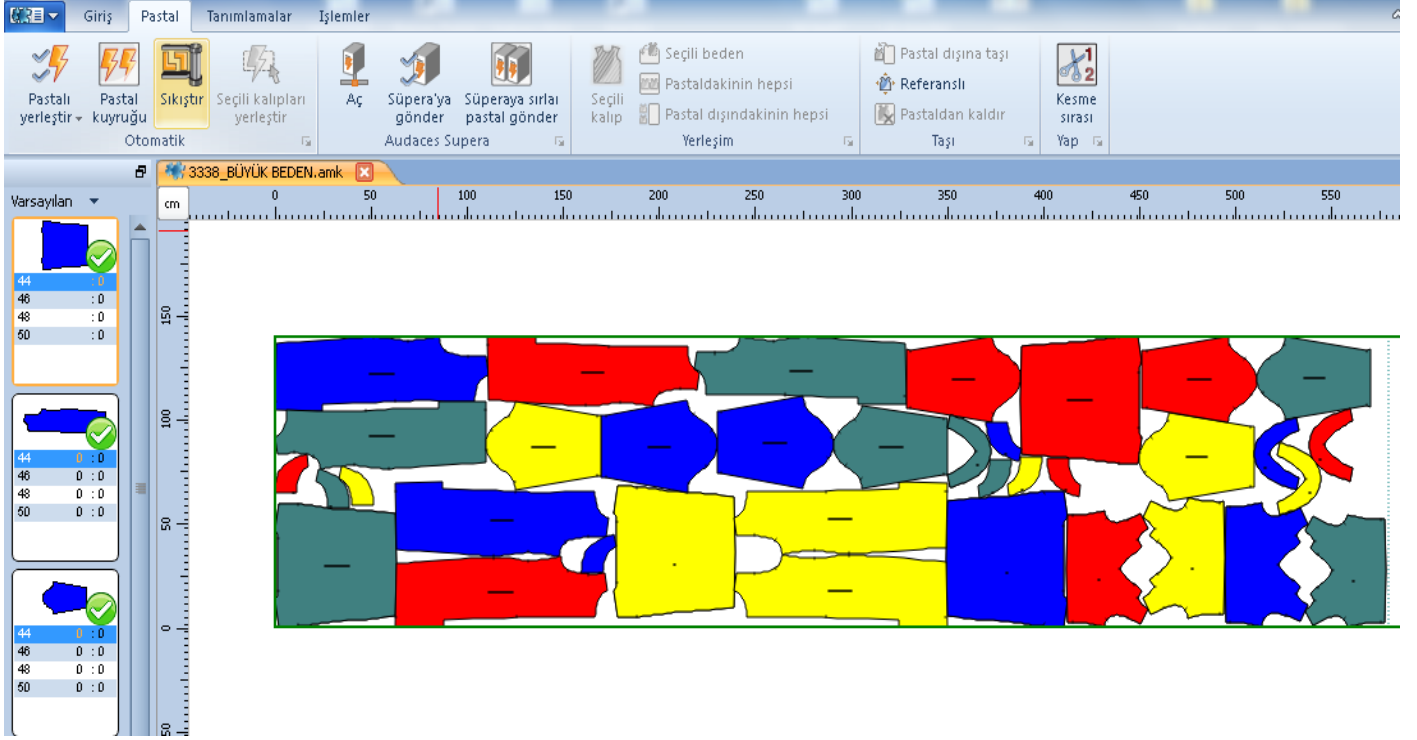 Giriş Pastal Tanımlamalar İşlemler
Pastalı yerleştir
Pastal kuyruğu
Sıkıştır
Seçili kalıpları yerleştir
Otomatik
Aç
Süpera'ya gönder
Süperaya sırlaı pastal gönder
Audaces Supera
Seçili kalıp
Seçili beden
Pastaldakinin hepsi
Pastal dışındakinin hepsi
Yerleşim
Pastal dışına taşı
Referanslı
Pastaldan kaldır
Taşı
Kesme sırası
Yap
3338_BÜYÜK BEDEN.amk
Varsayılan
cm
0 50 100 150 200 250 300 350 400 450 500 550
150
100
50
0
50
44 : 0
46 : 0
48 : 0
50 : 0
44 0 : 0
46 0 : 0
48 0 : 0
50 0 : 0
44 0 : 0
46 0 : 0
48 0 : 0
50 0 : 0